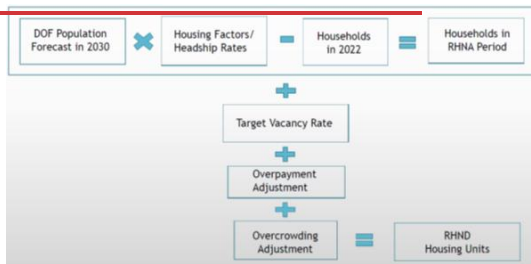 DOF Population
Forecast in 2030
Housing Factors/
Headship Rates
Households
in 2022
Households in
RHNA Period
Target Vacancy Rate
Overpayment
Adjustment
Overcrowding
Adjustment
RHND
Housing Units